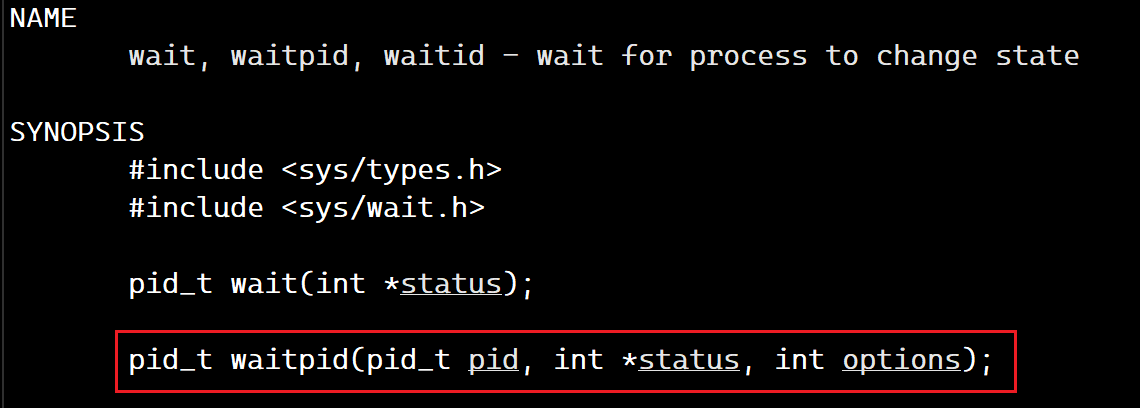 NAME
wait, waitpid, waitid - wait for process to change state
SYNOPSIS
#include <sys/types.h>
#include <sys/wait.h>
pid_t wait(int *status);
pid_t waitpid(pid_t pid, int *status, int options);